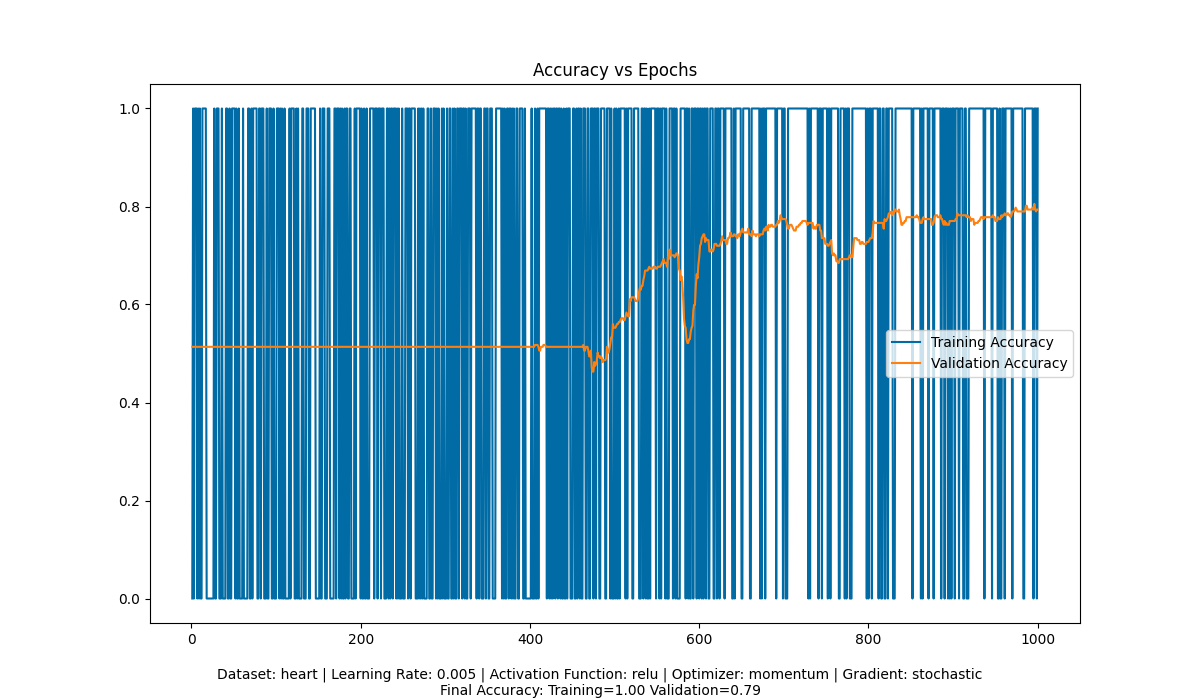 Accuracy vs Epochs
1.0
0.8
0.6
0.4
0.2
0.0
Training Accuracy
Validation Accuracy
0 200 400 600 800 1000
Dataset: heart | Learning Rate: 0.005 | Activation Function: relu | Optimizer: momentum | Gradient: stochastic
Final Accuracy: Training=1.00 Validation=0.79